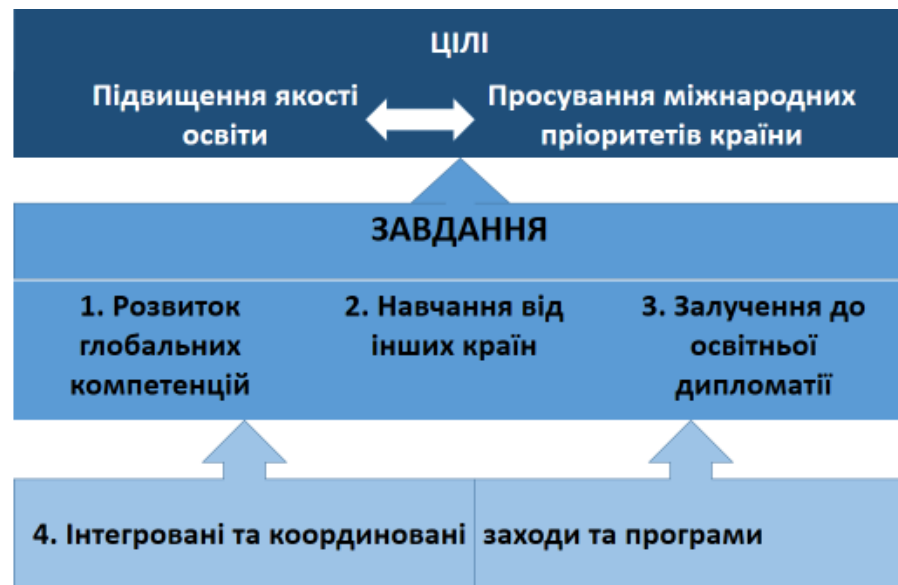 ЦІЛІ
Підвищення якості
освіти
Просування міжнародних
пріоритетів країни
ЗАВДАННЯ
1. Розвиток
глобальних
компетенцій
2. Навчання від
інших країн
3. Залучення до
освітньої
дипломатії
4. Інтегровані та координовані заходи та програми